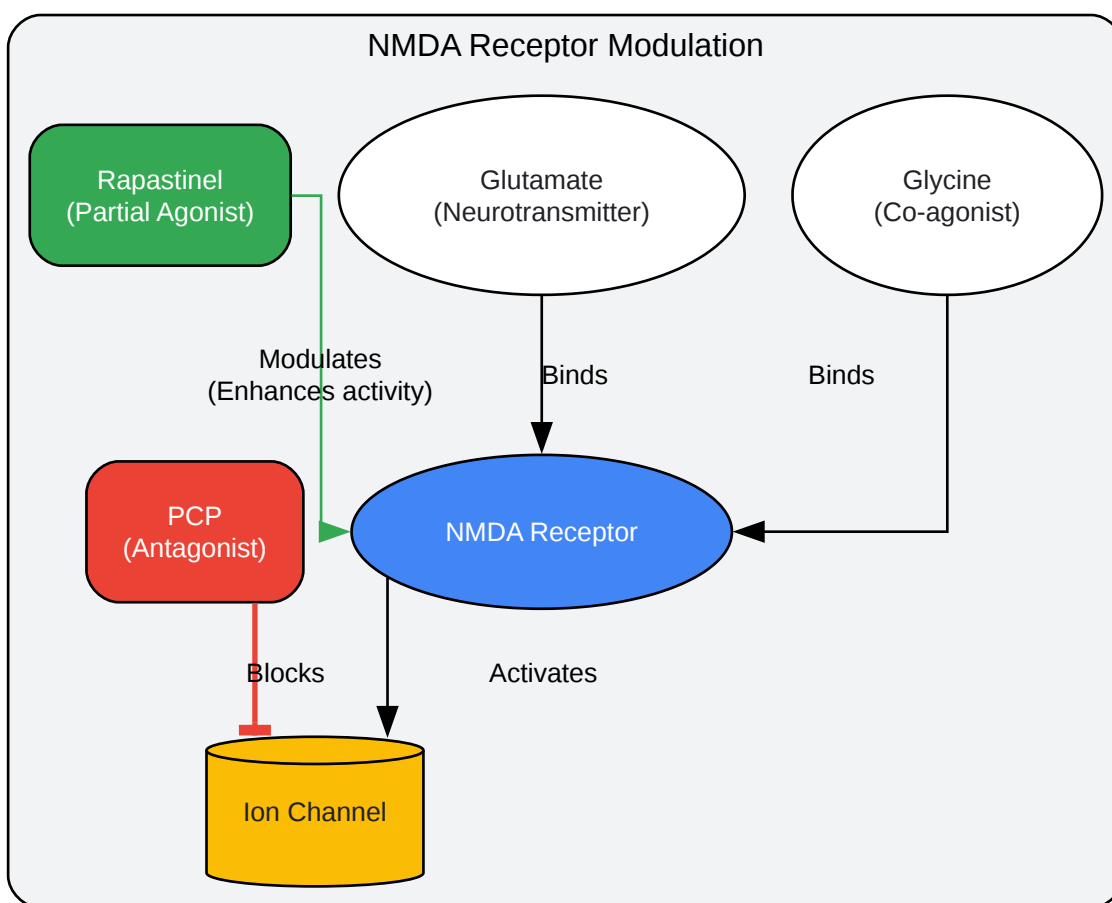 NMDA Receptor Modulation
Rapastinel
(Partial Agonist)
Glutamate
(Neurotransmitter)
Glycine
(Co-agonist)
Modulates
(Enhances activity)
Binds
Binds
PCP
(Antagonist)
NMDA Receptor
Blocks
Activates
Ion Channel